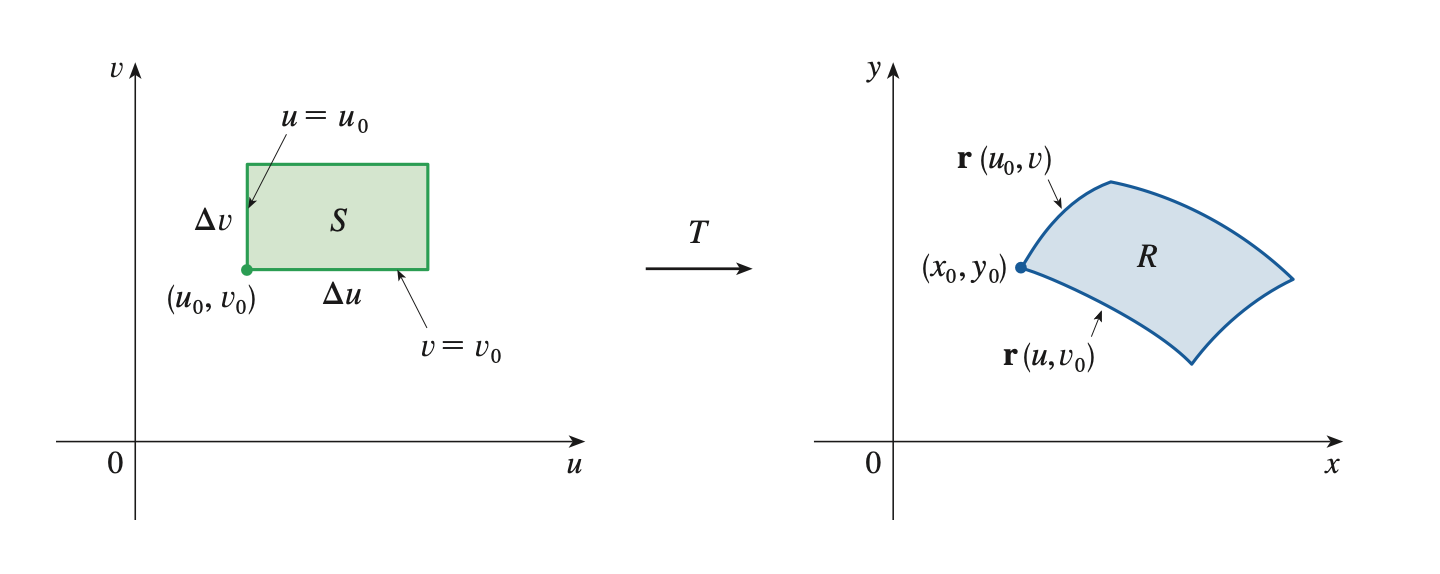 v
u = u₀
Δv
S
(u₀, v₀)
Δu
v = v₀
0
u
T
y
r (u₀, v)
(x₀, y₀)
R
r (u, v₀)
0
x